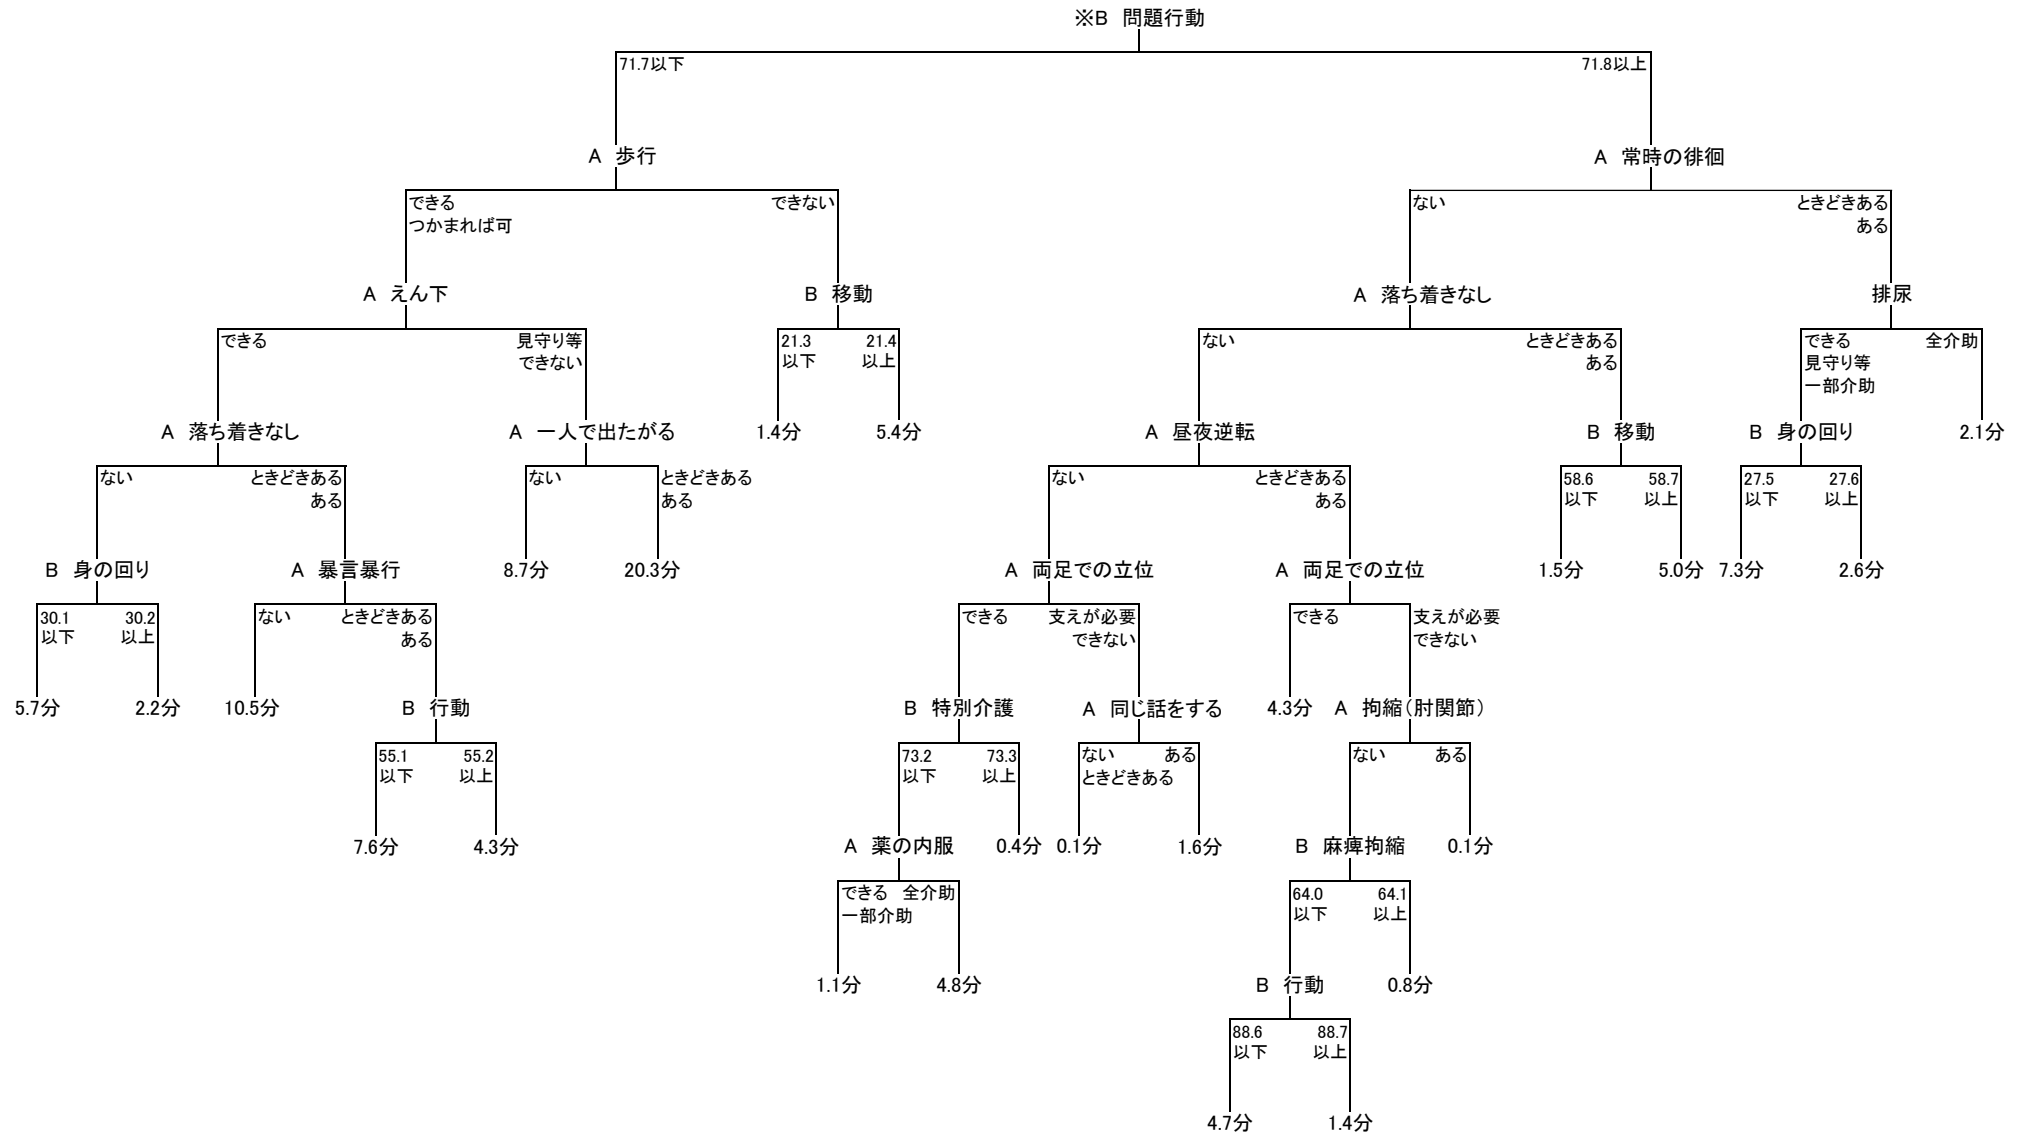 ※B 問題行動
71.7以下
71.8以上
A 歩行
A 常時の徘徊
できる
つかまれば可
できない
ない
ときどきある
ある
A えん下
B 移動
A 落ち着きなし
排尿
できる
見守り等
できない
21.3
以下
21.4
以上
ない
ときどきある
ある
できる
見守り等
一部介助
全介助
A 落ち着きなし
A 一人で出たがる
1.4分
5.4分
A 昼夜逆転
B 移動
B 身の回り
2.1分
ない
ときどきある
ある
ない
ときどきある
ある
ない
ときどきある
ある
58.6
以下
58.7
以上
27.5
以下
27.6
以上
B 身の回り
A 暴言暴行
8.7分
20.3分
A 両足での立位
A 両足での立位
1.5分
5.0分
7.3分
2.6分
30.1
以下
30.2
以上
ない
ときどきある
ある
できる
支えが必要
できない
できる
支えが必要
できない
5.7分
2.2分
10.5分
B 行動
B 特別介護
A 同じ話をする
4.3分
A 拘縮（肘関節）
55.1
以下
55.2
以上
73.2
以下
73.3
以上
ない
ときどきある
ある
ない
ある
7.6分
4.3分
A 薬の内服
0.4分
0.1分
1.6分
B 麻痺拘縮
0.1分
できる
一部介助
全介助
64.0
以下
64.1
以上
1.1分
4.8分
B 行動
0.8分
88.6
以下
88.7
以上
4.7分
1.4分